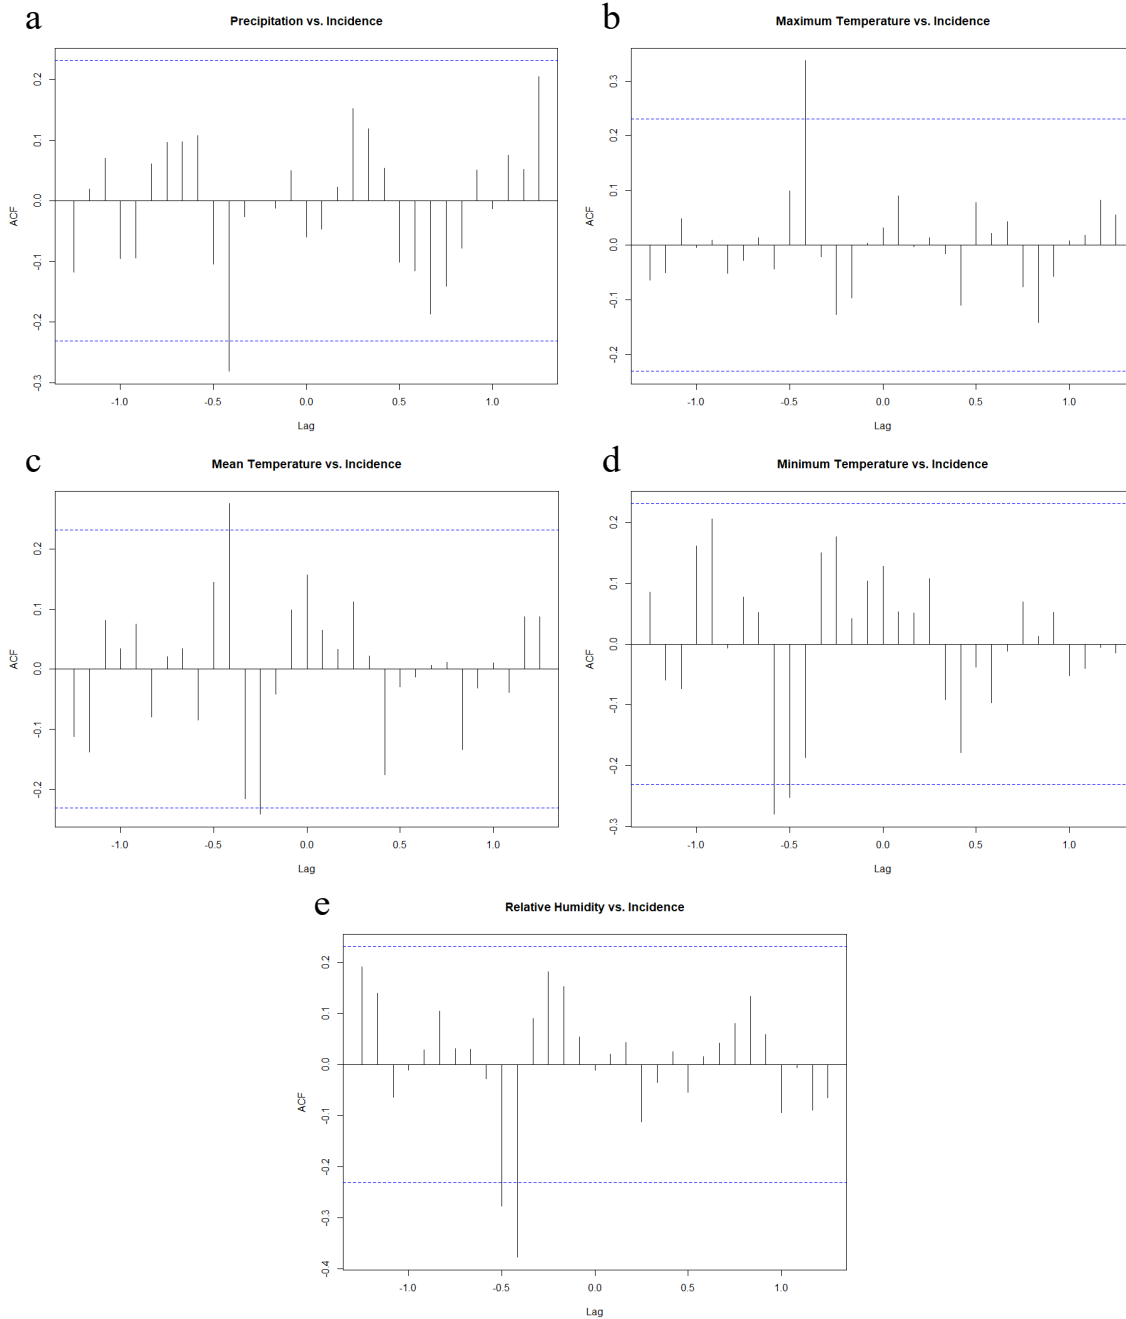 a
Precipitation vs. Incidence
ACF
0.2
0.1
0.0
-0.1
-0.2
-0.3
-1.0 -0.5 0.0 0.5 1.0
Lag
b
Maximum Temperature vs. Incidence
ACF
0.3
0.2
0.1
0.0
-0.1
-0.2
-1.0 -0.5 0.0 0.5 1.0
Lag
c
Mean Temperature vs. Incidence
ACF
0.2
0.1
0.0
-0.1
-0.2
-1.0 -0.5 0.0 0.5 1.0
Lag
d
Minimum Temperature vs. Incidence
ACF
0.2
0.1
0.0
-0.1
-0.2
-0.3
-1.0 -0.5 0.0 0.5 1.0
Lag
e
Relative Humidity vs. Incidence
ACF
0.2
0.1
0.0
-0.1
-0.2
-0.3
-0.4
-1.0 -0.5 0.0 0.5 1.0
Lag